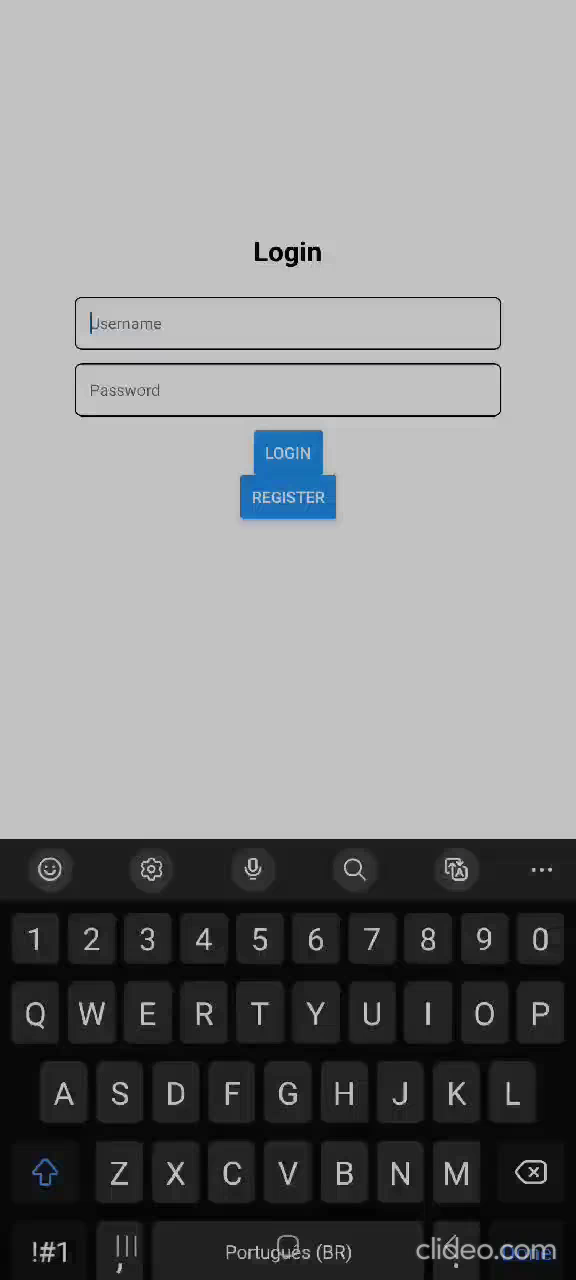 Login
Username
Password
LOGIN
REGISTER
1 2 3 4 5 6 7 8 9 0
Q W E R T Y U I O P
A S D F G H J K L
Z X C V B N M
!#1 , Português (BR) . Done
clideo.com